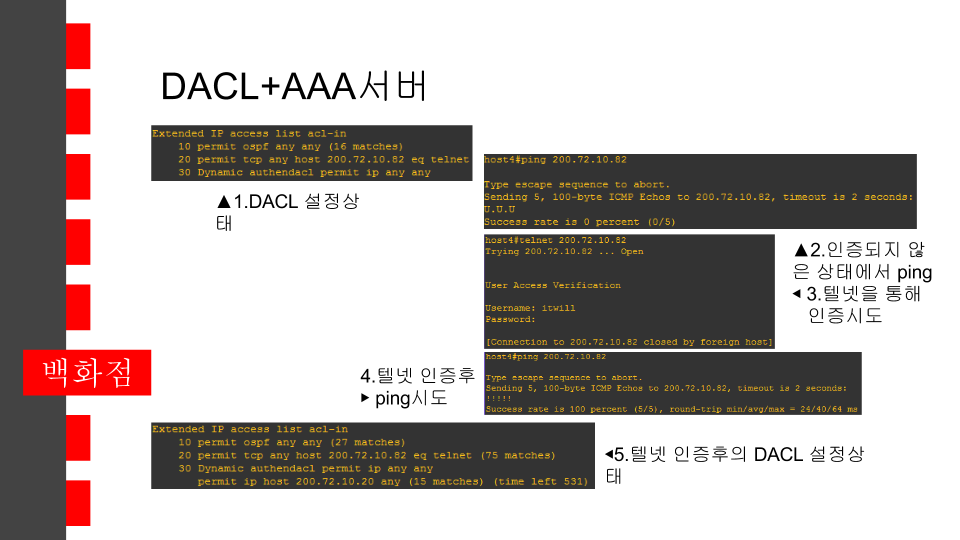 DACL+AAA서버
Extended IP access list acl-in
10 permit ospf any any (16 matches)
20 permit tcp any host 200.72.10.82 eq telnet
30 Dynamic authendacl permit ip any any
▲1.DACL 설정상
태
host4#ping 200.72.10.82
Type escape sequence to abort.
Sending 5, 100-byte ICMP Echos to 200.72.10.82, timeout is 2 seconds:
U.U.U
Success rate is 0 percent (0/5)
▲2.인증되지 않
은 상태에서 ping
host4#telnet 200.72.10.82
Trying 200.72.10.82 ... Open
User Access Verification
Username: itwill
Password:
[Connection to 200.72.10.82 closed by foreign host]
◀ 3.텔넷을 통해
인증시도
백화점
4.텔넷 인증후
▶ ping시도
host4#ping 200.72.10.82
Type escape sequence to abort.
Sending 5, 100-byte ICMP Echos to 200.72.10.82, timeout is 2 seconds:
!!!!!
Success rate is 100 percent (5/5), round-trip min/avg/max = 24/40/64 ms
Extended IP access list acl-in
10 permit ospf any any (27 matches)
20 permit tcp any host 200.72.10.82 eq telnet (75 matches)
30 Dynamic authendacl permit ip any any
permit ip host 200.72.10.20 any (15 matches) (time left 531)
◀5.텔넷 인증후의 DACL 설정상
태